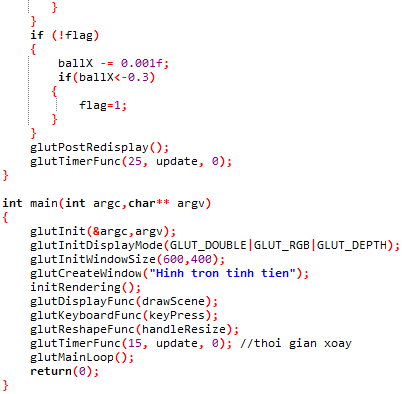 }
}
if (!flag)
{
ballX -= 0.001f;
if(ballX<-0.3)
{
flag=1;
}
}
glutPostRedisplay();
glutTimerFunc(25, update, 0);
}
int main(int argc,char** argv)
{
glutInit(&argc,argv);
glutInitDisplayMode(GLUT_DOUBLE|GLUT_RGB|GLUT_DEPTH);
glutInitWindowSize(600,400);
glutCreateWindow("Hinh tron tinh tien");
initRendering();
glutDisplayFunc(drawScene);
glutKeyboardFunc(keyPress);
glutReshapeFunc(handleResize);
glutTimerFunc(15, update, 0); //thoi gian xoay
glutMainLoop();
return(0);
}